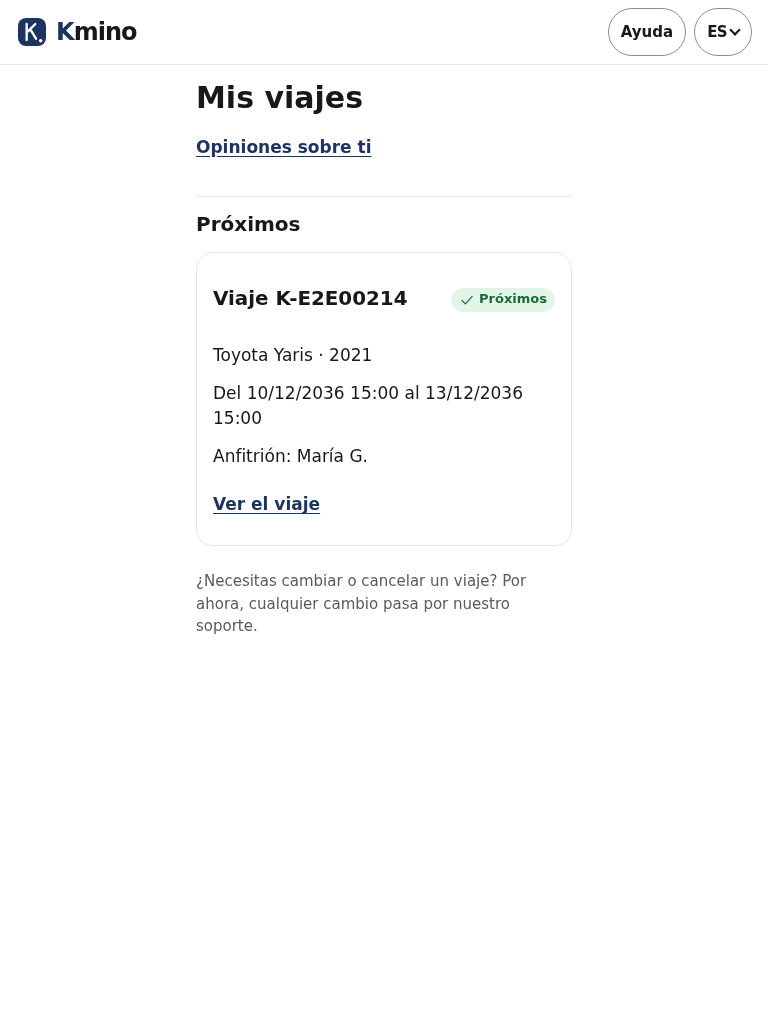 Kmino
Ayuda
ES
Mis viajes
Opiniones sobre ti
Próximos
Viaje K-E2E00214
Próximos
Toyota Yaris · 2021
Del 10/12/2036 15:00 al 13/12/2036
15:00
Anfitrión: María G.
Ver el viaje
¿Necesitas cambiar o cancelar un viaje? Por
ahora, cualquier cambio pasa por nuestro
soporte.